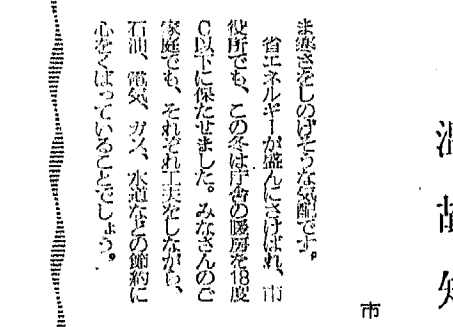 温故知
市
ま寒さをしのげそうな気配です。
省エネルギーが盛んにさけばれ、市
役所でも、この冬は庁舎の暖房を18度
C以下に保たせました。みなさんのご
家庭でも、それぞれ工夫をしながら、
石油、電気、ガス、水道などの節約に
心をくばっていることでしょう。